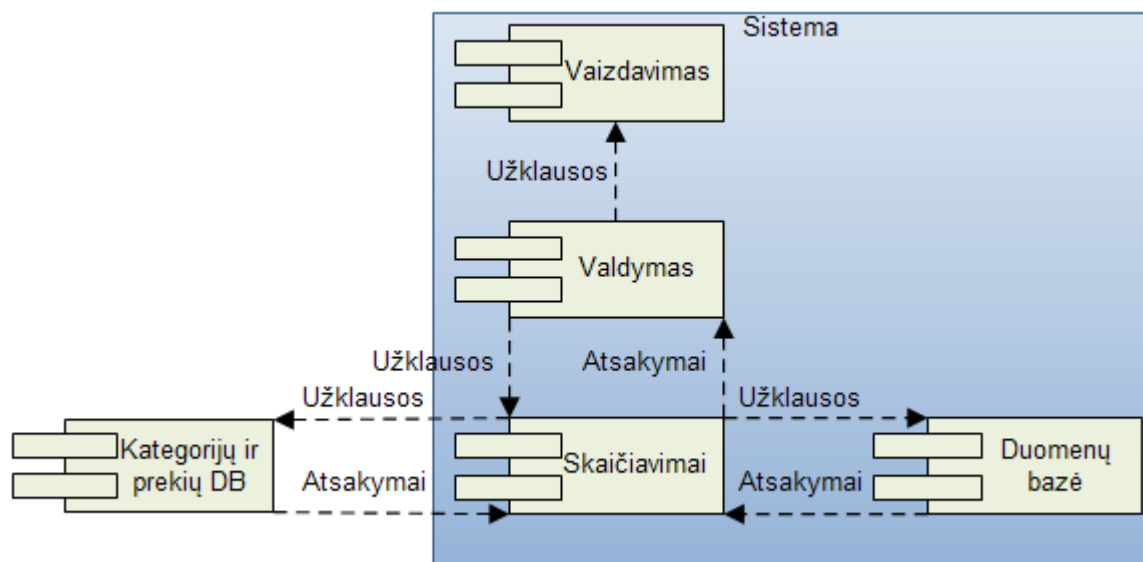 Sistema
Vaizdavimas
Užklausos
Valdymas
Užklausos
Atsakymai
Užklausos
Užklausos
Kategorijų ir
prekių DB
Atsakymai
Skaičiavimai
Atsakymai
Duomenų
bazė